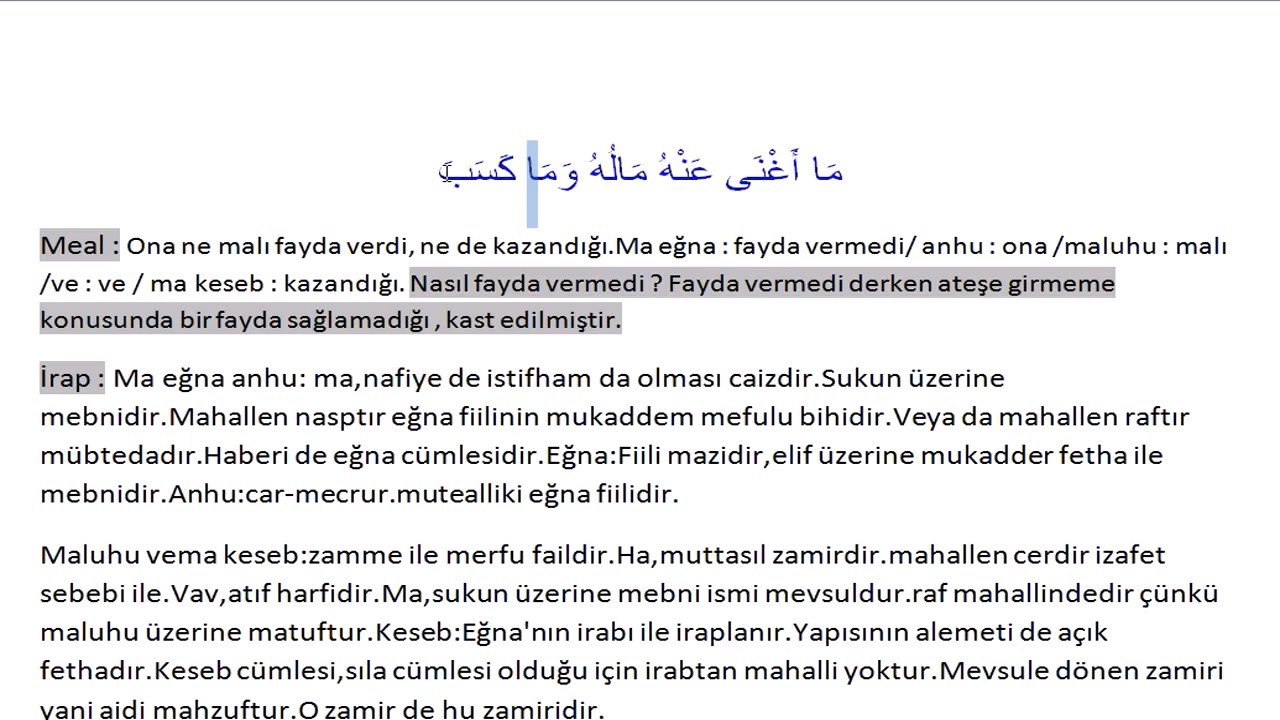 مَا أَغْنَى عَنْهُ مَالُهُ وَمَا كَسَبَ
Meal : Ona ne malı fayda verdi, ne de kazandığı.Ma eğna : fayda vermedi/ anhu : ona /maluhu : malı
/ve : ve / ma keseb : kazandığı. Nasıl fayda vermedi ? Fayda vermedi derken ateşe girmeme
konusunda bir fayda sağlamadığı , kast edilmiştir.
İrap : Ma eğna anhu: ma,nafiye de istifham da olması caizdir.Sukun üzerine
mebnidir.Mahallen nasptır eğna fiilinin mukaddem mefulu bihidir.Veya da mahallen raftır
mübtedadır.Haberi de eğna cümlesidir.Eğna:Fiili mazidir,elif üzerine mukadder fetha ile
mebnidir.Anhu:car-mecrur.mutealliki eğna fiilidir.
Maluhu vema keseb:zamme ile merfu faildir.Ha,muttasıl zamirdir.mahallen cerdir izafet
sebebi ile.Vav,atıf harfidir.Ma,sukun üzerine mebni ismi mevsuldur.raf mahallindedir çünkü
maluhu üzerine matuftur.Keseb:Eğna'nın irabı ile iraplanır.Yapısının alemeti de açık
fethadır.Keseb cümlesi,sıla cümlesi olduğu için irabtan mahalli yoktur.Mevsule dönen zamiri
yani aidi mahzuftur.O zamir de hu zamiridir.